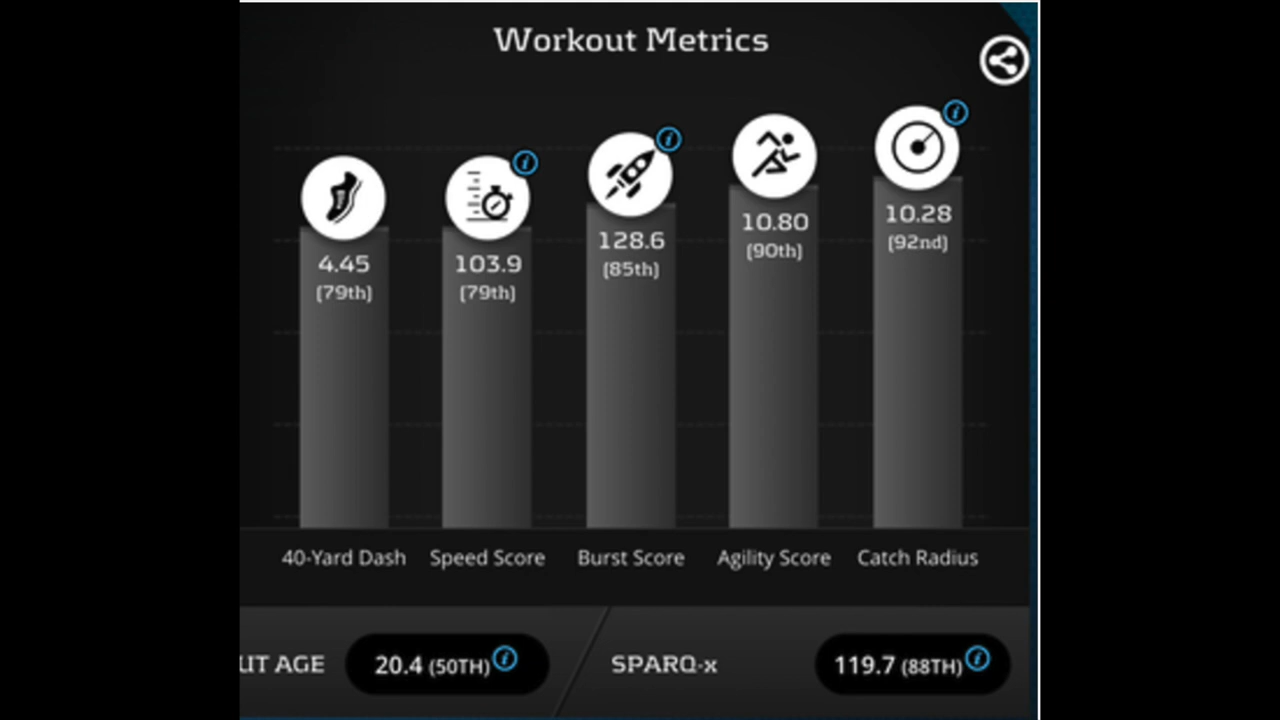 Workout Metrics
4.45
(79th)
103.9
(79th)
128.6
(85th)
10.80
(90th)
10.28
(92nd)
40-Yard Dash
Speed Score
Burst Score
Agility Score
Catch Radius
AGE
20.4 (50TH)
SPARQ-x
119.7 (88TH)